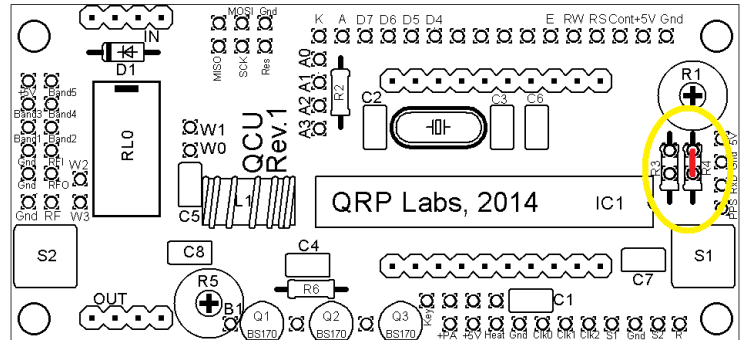 MOSI Gnd
IN
K A D7 D6 D5 D4 E RW RS Cont+5V Gnd
MISO SCK Res
D1
A0
A1
A2
A3
R2
R1
+5V Band5
Band3 Band4
Band1 Band2
Gnd RFI
Gnd RFO
Gnd RF
W2
W3
RL0
W1
W0
QCU
Rev.1
C2
C3
C6
R3
R4
5V
Gnd
RxD
PPS
C5
L1
QRP Labs, 2014
IC1
S2
C8
C4
C7
S1
R5
R6
OUT
B1
Q1
BS170
Q2
BS170
Q3
BS170
Key
C1
+PA +5V Heat Gnd Clk0 Clk1 Clk2 S1 Gnd S2 R